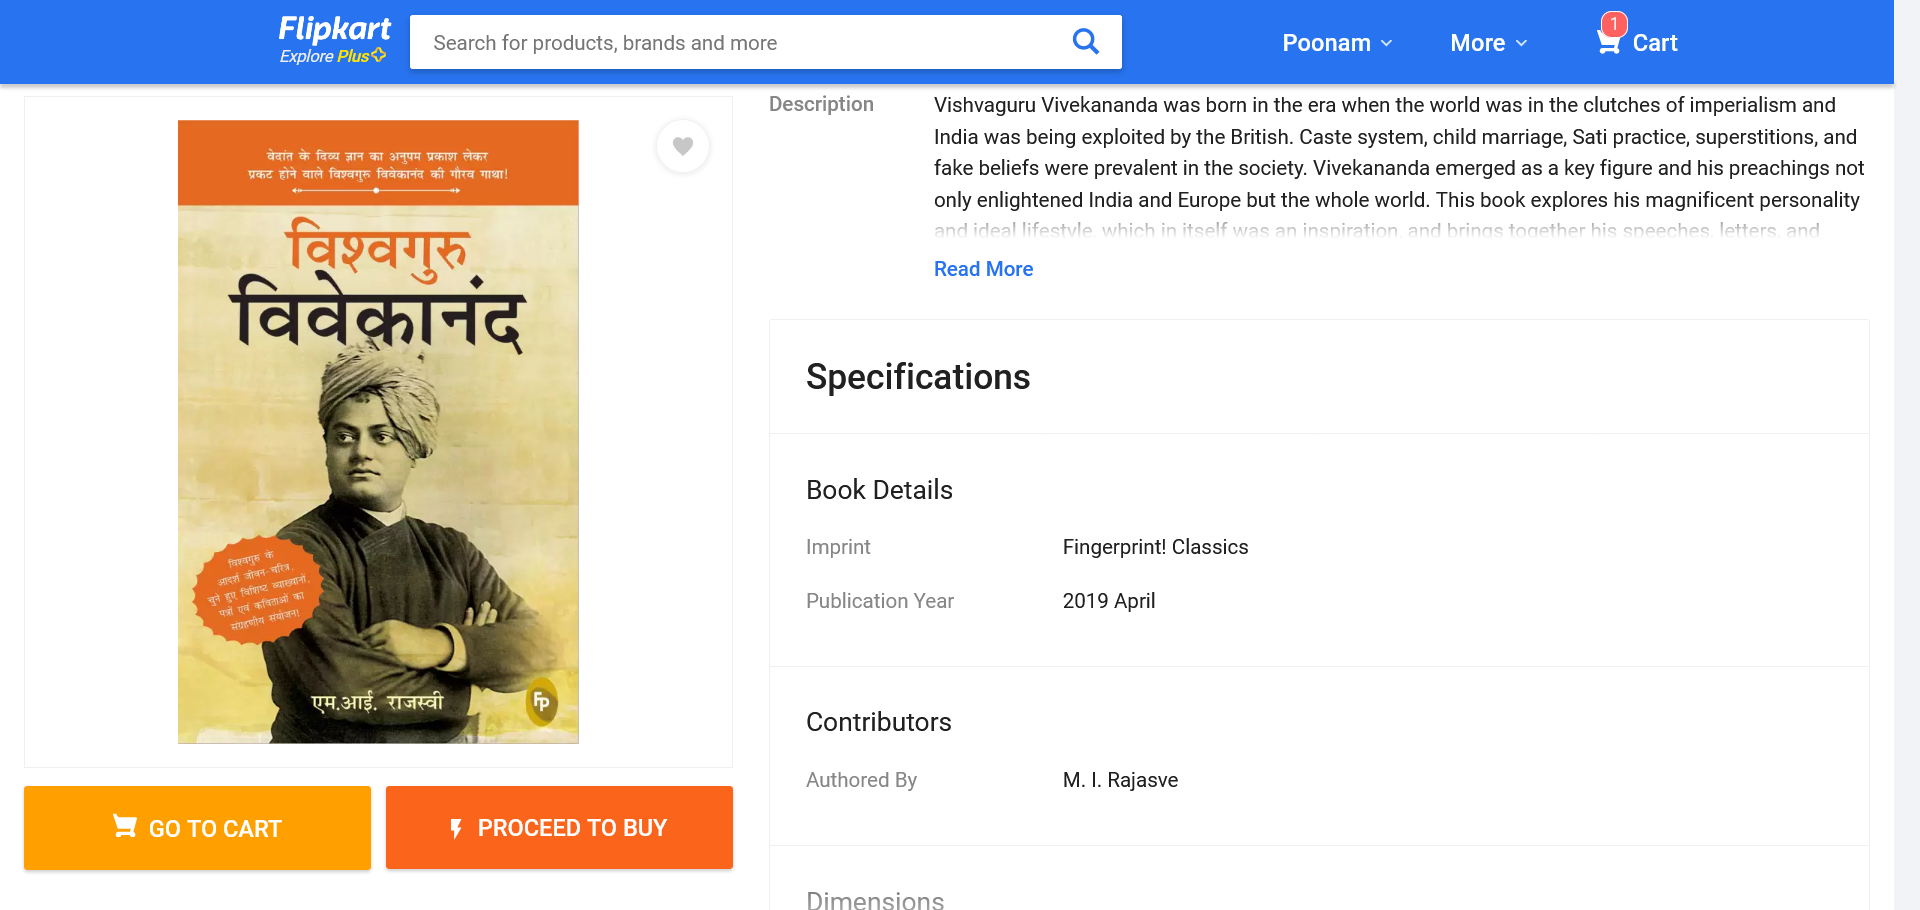 Flipkart
Explore Plus
Search for products, brands and more
Poonam
More
1
Cart
वेदांत के दिव्य ज्ञान का अनुपम प्रकाश लेकर
प्रकट होने वाले विश्वगुरु विवेकानंद की गौरव गाथा!
विश्वगुरु
विवेकानंद
विश्वगुरु के
आदर्श जीवन-चरित्र,
चुने हुए विशिष्ट व्याख्यानों,
पत्रों एवं कविताओं का
संग्रहणीय संयोजन!
एम.आई. राजस्वी
FP
GO TO CART
PROCEED TO BUY
Description
Vishvaguru Vivekananda was born in the era when the world was in the clutches of imperialism and
India was being exploited by the British. Caste system, child marriage, Sati practice, superstitions, and
fake beliefs were prevalent in the society. Vivekananda emerged as a key figure and his preachings not
only enlightened India and Europe but the whole world. This book explores his magnificent personality
and ideal lifestyle, which in itself was an inspiration, and brings together his speeches, letters, and
Read More
Specifications
Book Details
Imprint Fingerprint! Classics
Publication Year 2019 April
Contributors
Authored By M. I. Rajasve
Dimensions